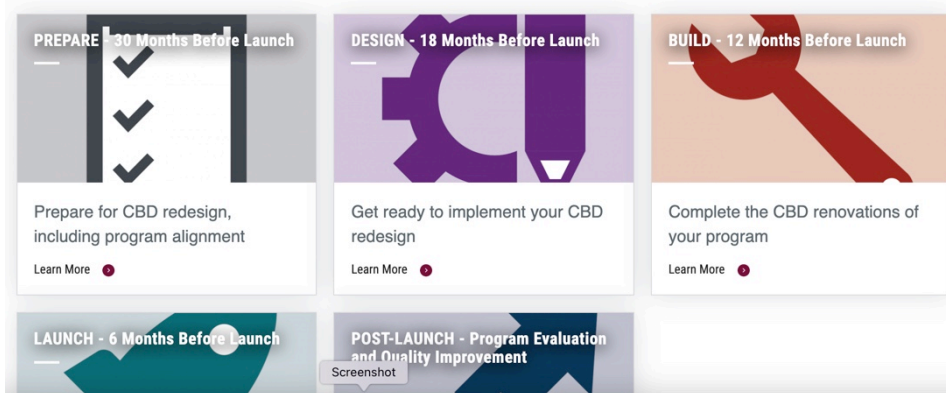 PREPARE - 30 Months Before Launch
Prepare for CBD redesign,
including program alignment
Learn More
DESIGN - 18 Months Before Launch
Get ready to implement your CBD
redesign
Learn More
BUILD - 12 Months Before Launch
Complete the CBD renovations of
your program
Learn More
LAUNCH - 6 Months Before Launch
POST-LAUNCH - Program Evaluation
and Quality Improvement
Screenshot